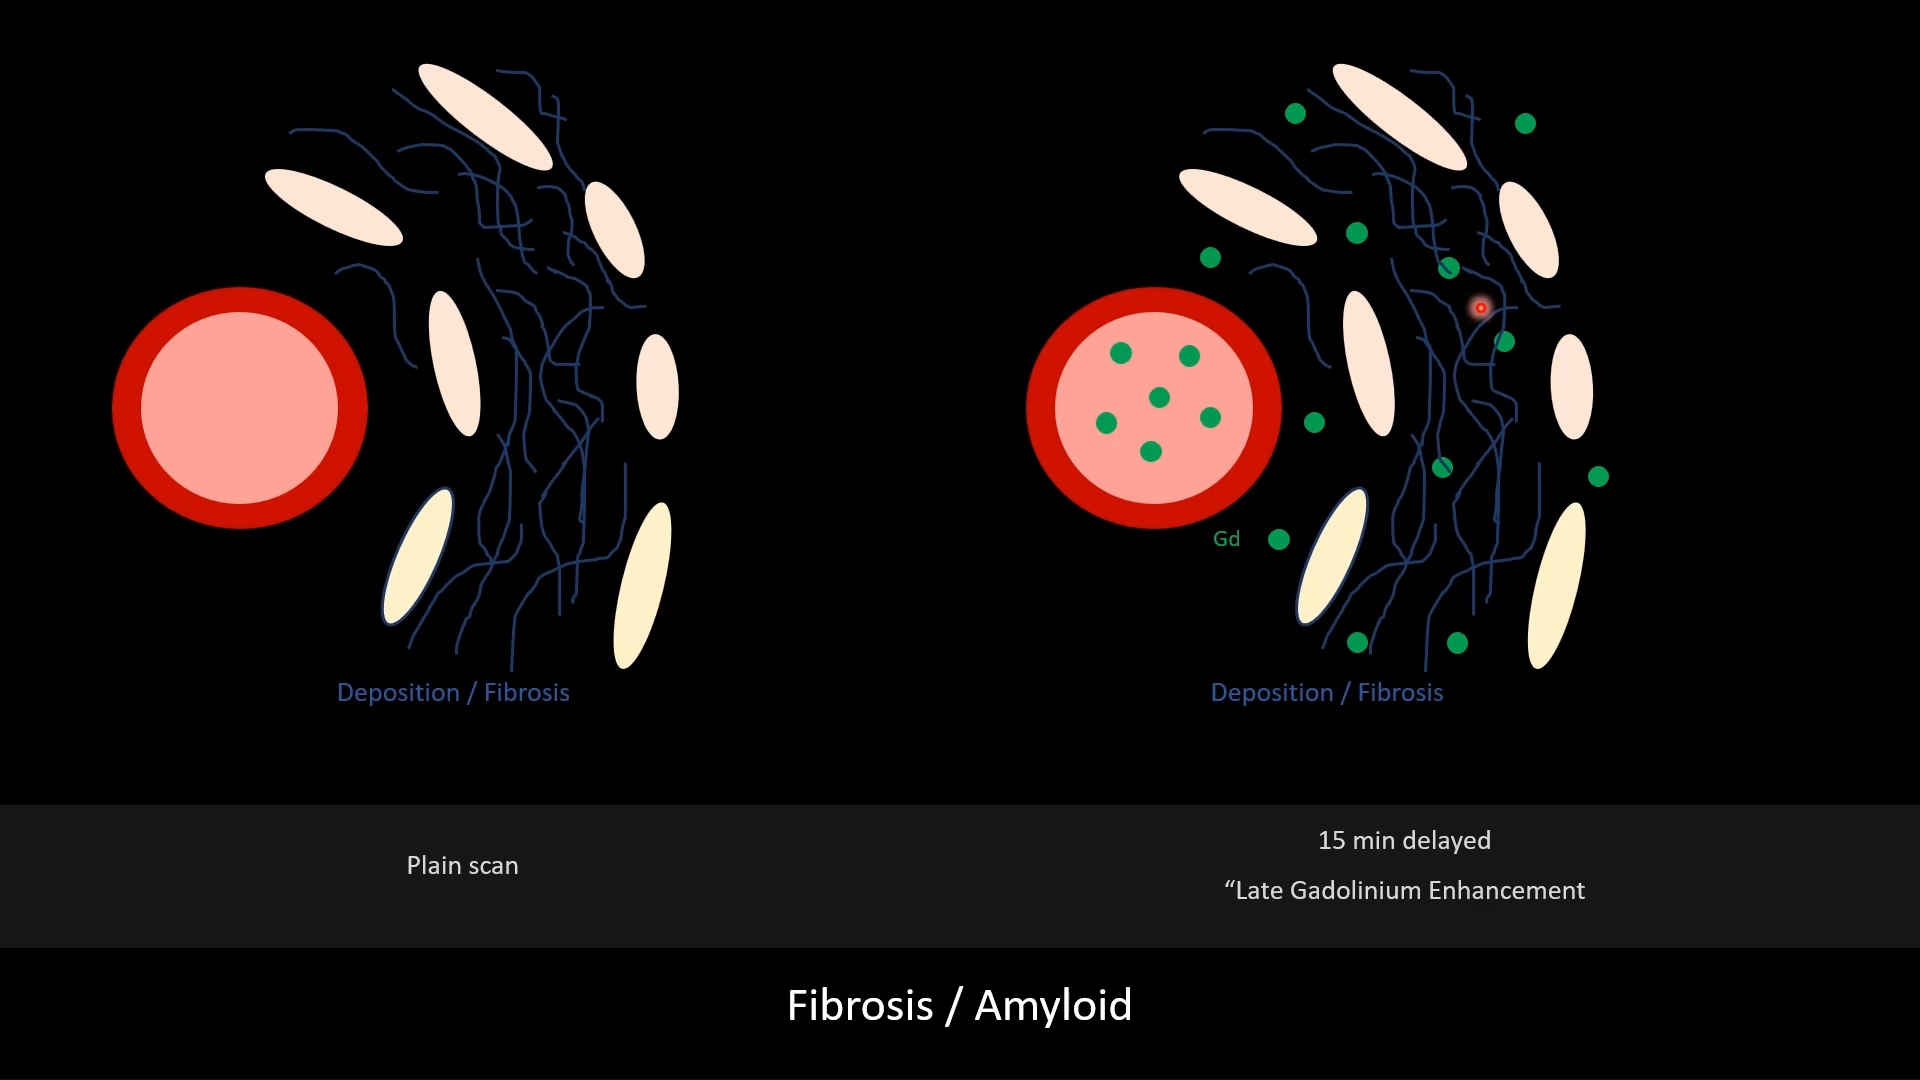 Gd
Deposition / Fibrosis
Deposition / Fibrosis
Plain scan
15 min delayed
“Late Gadolinium Enhancement
Fibrosis / Amyloid